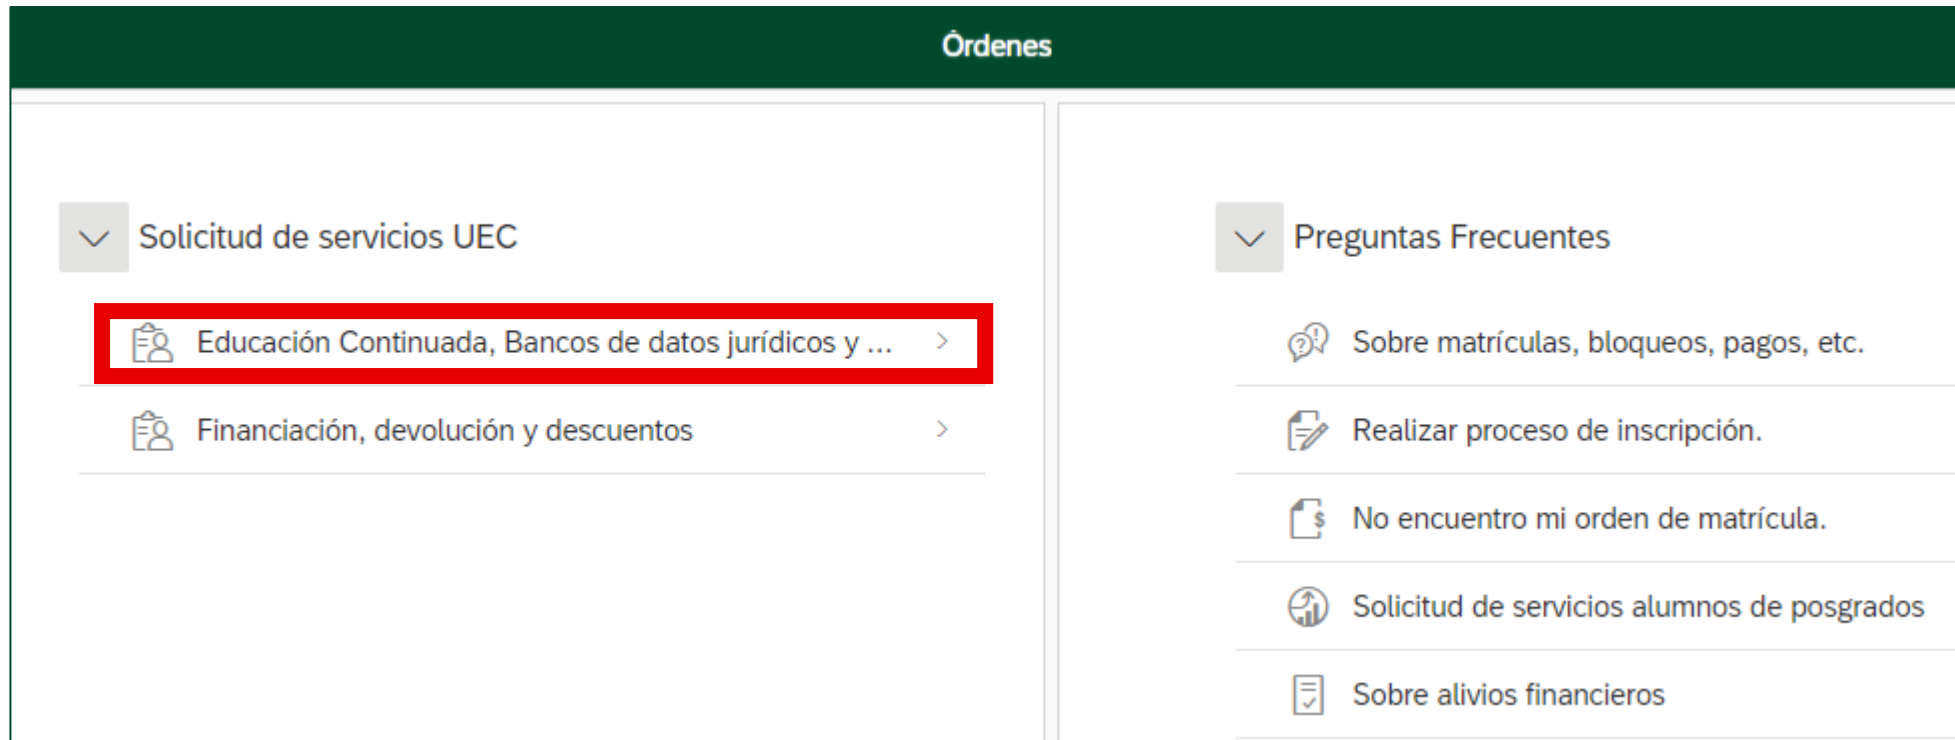 Órdenes
Solicitud de servicios UEC
Educación Continuada, Bancos de datos jurídicos y ...
Financiación, devolución y descuentos
Preguntas Frecuentes
Sobre matrículas, bloqueos, pagos, etc.
Realizar proceso de inscripción.
No encuentro mi orden de matrícula.
Solicitud de servicios alumnos de posgrados
Sobre alivios financieros